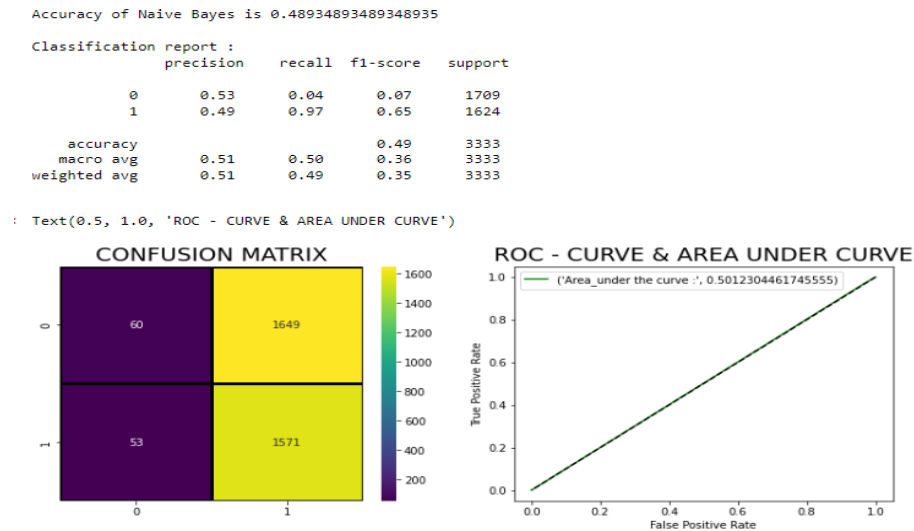 Accuracy of Naive Bayes is 0.48934893489348935
Classification report :
precision recall f1-score support
0 0.53 0.04 0.07 1709
1 0.49 0.97 0.65 1624
accuracy 0.49 3333
macro avg 0.51 0.50 0.36 3333
weighted avg 0.51 0.49 0.35 3333
: Text(0.5, 1.0, 'ROC - CURVE & AREA UNDER CURVE')
CONFUSION MATRIX
0
1
60
1649
53
1571
0
1
1600
1400
1200
1000
800
600
400
200
ROC - CURVE & AREA UNDER CURVE
('Area_under the curve :', 0.5012304461745555)
True Positive Rate
1.0
0.8
0.6
0.4
0.2
0.0
0.0 0.2 0.4 0.6 0.8 1.0
False Positive Rate